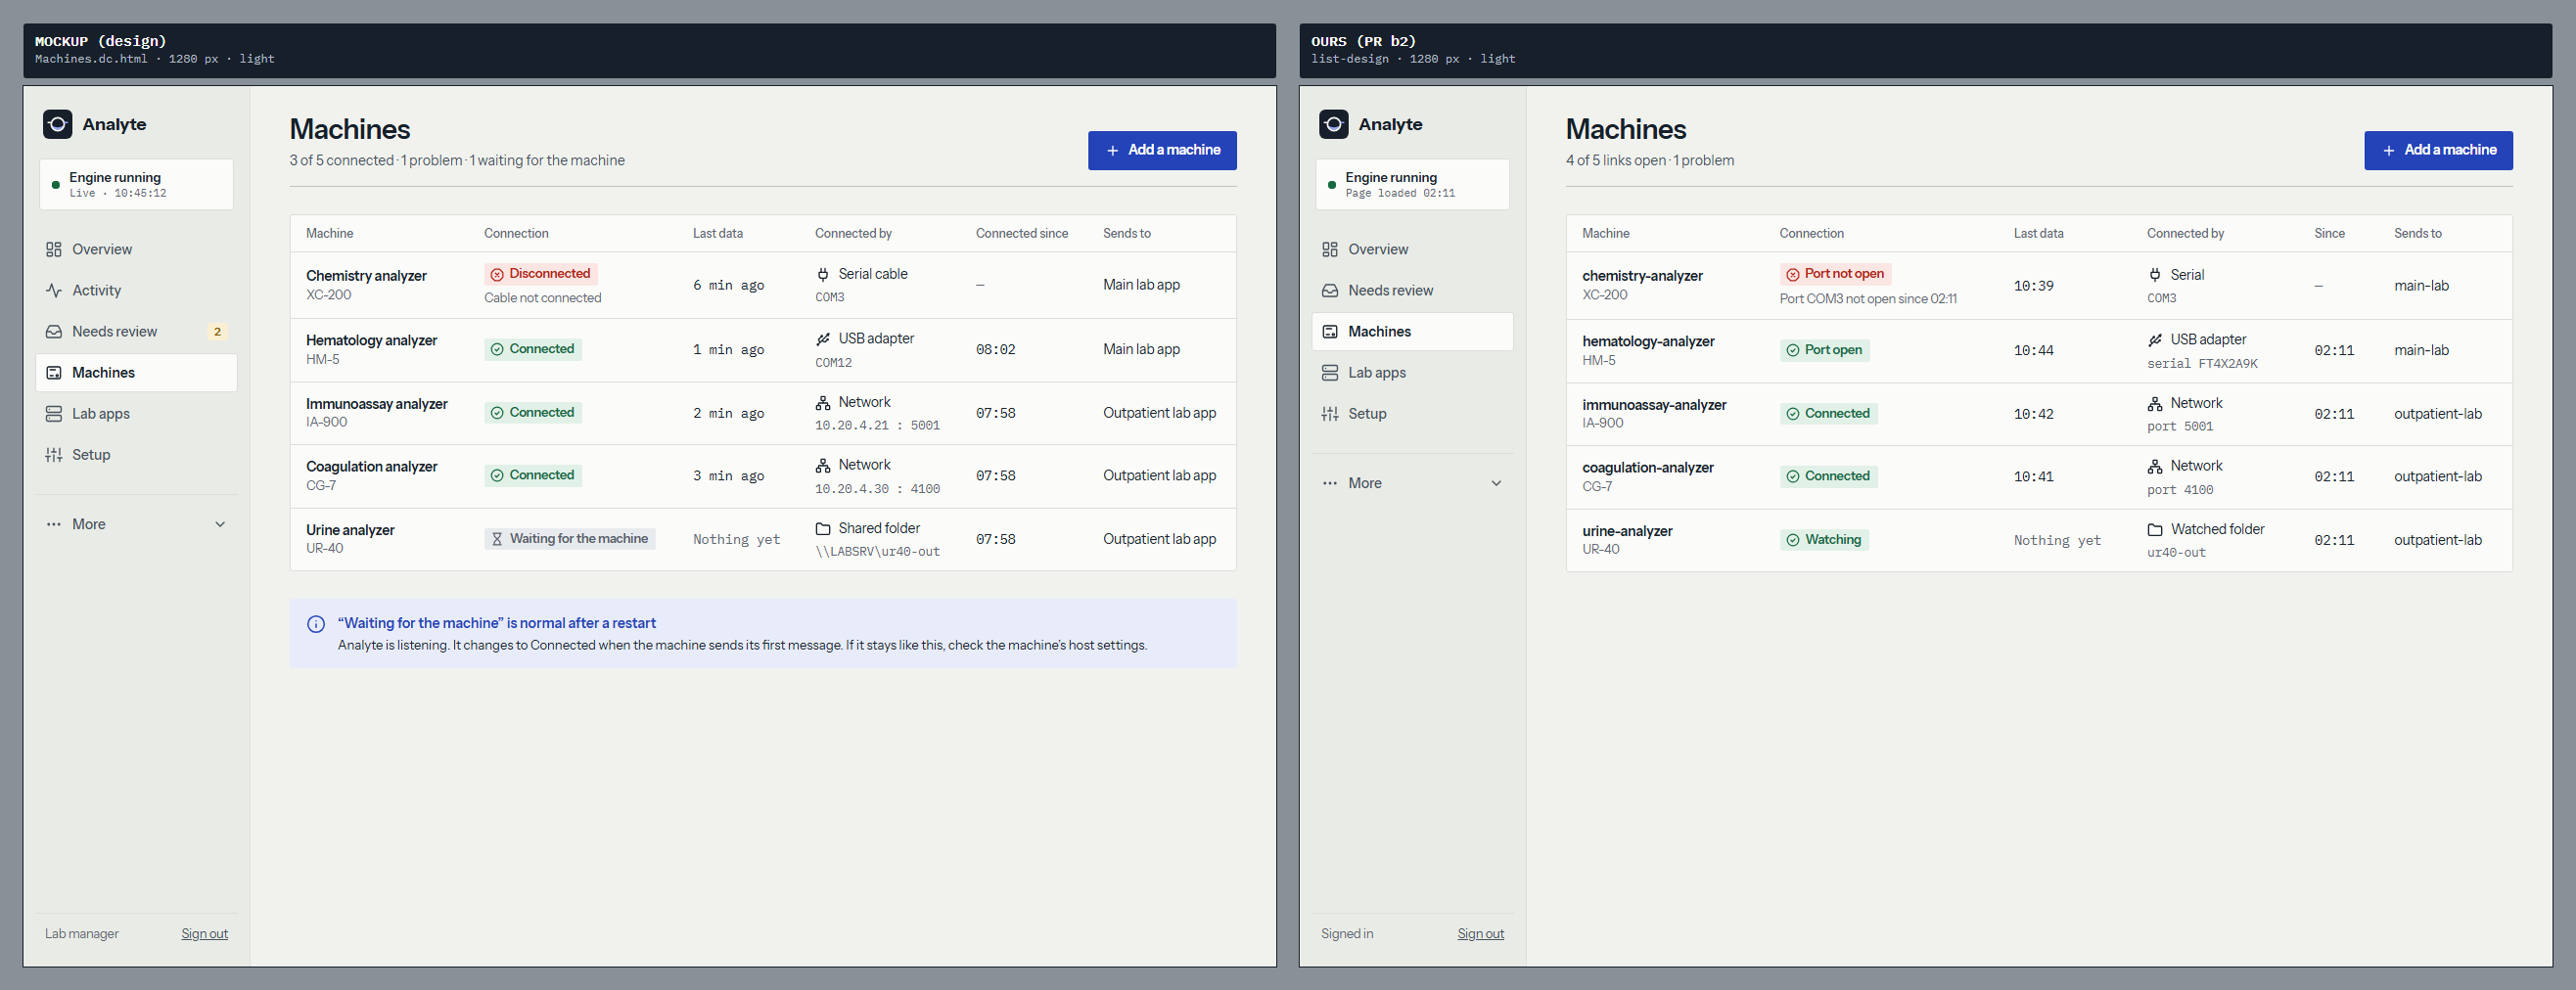 MOCKUP (design)
Machines.dc.html · 1280 px · light
Analyte
Engine running
Live · 10:45:12
Overview
Activity
Needs review 2
Machines
Lab apps
Setup
More
Lab manager Sign out
Machines
3 of 5 connected · 1 problem · 1 waiting for the machine
+ Add a machine
Machine Connection Last data Connected by Connected since Sends to
Chemistry analyzer Disconnected 6 min ago Serial cable – Main lab app
XC-200 Cable not connected COM3
Hematology analyzer Connected 1 min ago USB adapter 08:02 Main lab app
HM-5 COM12
Immunoassay analyzer Connected 2 min ago Network 07:58 Outpatient lab app
IA-900 10.20.4.21 : 5001
Coagulation analyzer Connected 3 min ago Network 07:58 Outpatient lab app
CG-7 10.20.4.30 : 4100
Urine analyzer Waiting for the machine Nothing yet Shared folder 07:58 Outpatient lab app
UR-40 \\LABSRV\ur40-out
“Waiting for the machine” is normal after a restart
Analyte is listening. It changes to Connected when the machine sends its first message. If it stays like this, check the machine’s host settings.
OURS (PR b2)
list-design · 1280 px · light
Analyte
Engine running
Page loaded 02:11
Overview
Needs review
Machines
Lab apps
Setup
More
Signed in Sign out
Machines
4 of 5 links open · 1 problem
+ Add a machine
Machine Connection Last data Connected by Since Sends to
chemistry-analyzer Port not open 10:39 Serial – main-lab
XC-200 Port COM3 not open since 02:11 COM3
hematology-analyzer Port open 10:44 USB adapter 02:11 main-lab
HM-5 serial FT4X2A9K
immunoassay-analyzer Connected 10:42 Network 02:11 outpatient-lab
IA-900 port 5001
coagulation-analyzer Connected 10:41 Network 02:11 outpatient-lab
CG-7 port 4100
urine-analyzer Watching Nothing yet Watched folder 02:11 outpatient-lab
UR-40 ur40-out